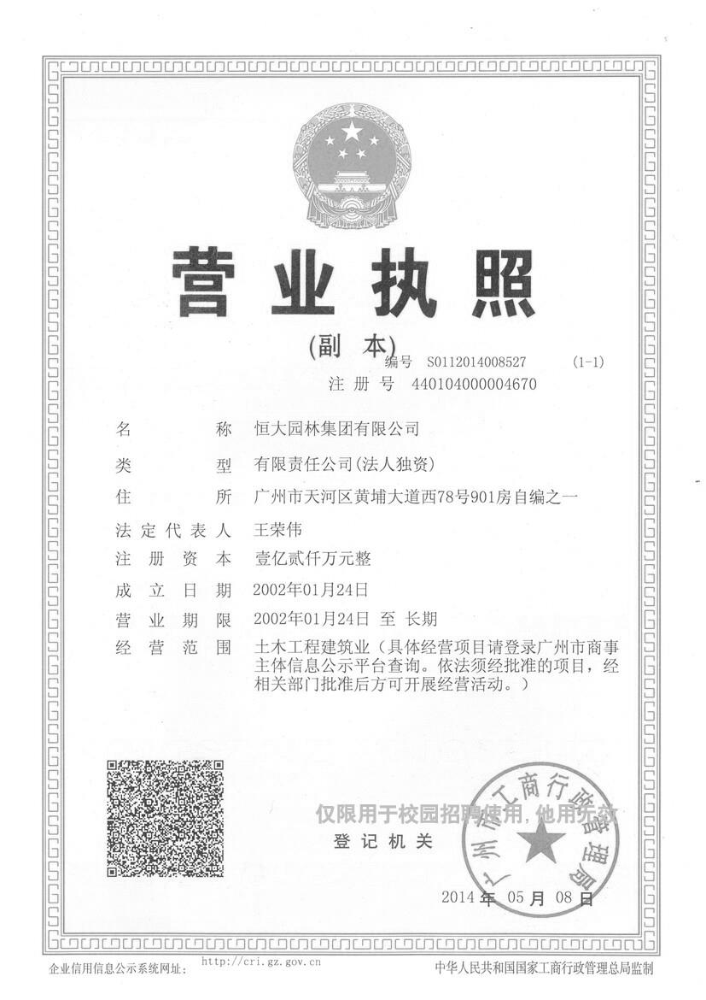 营业执照
(副 本)
编号 S0112014008527 (1-1)
注册号 440104000004670
名称 恒大园林集团有限公司
类型 有限责任公司(法人独资)
住所 广州市天河区黄埔大道西78号901房自编之一
法定代表人 王荣伟
注册资本 壹亿贰仟万元整
成立日期 2002年01月24日
营业期限 2002年01月24日 至 长期
经营范围 土木工程建筑业（具体经营项目请登录广州市商事
主体信息公示平台查询。依法须经批准的项目，经
相关部门批准后方可开展经营活动。）
广州市工商行政管理局
仅限用于校园招聘使用,他用无效
登记机关
2014年05月08日
企业信用信息公示系统网址： http://cri.gz.gov.cn
中华人民共和国国家工商行政管理总局监制